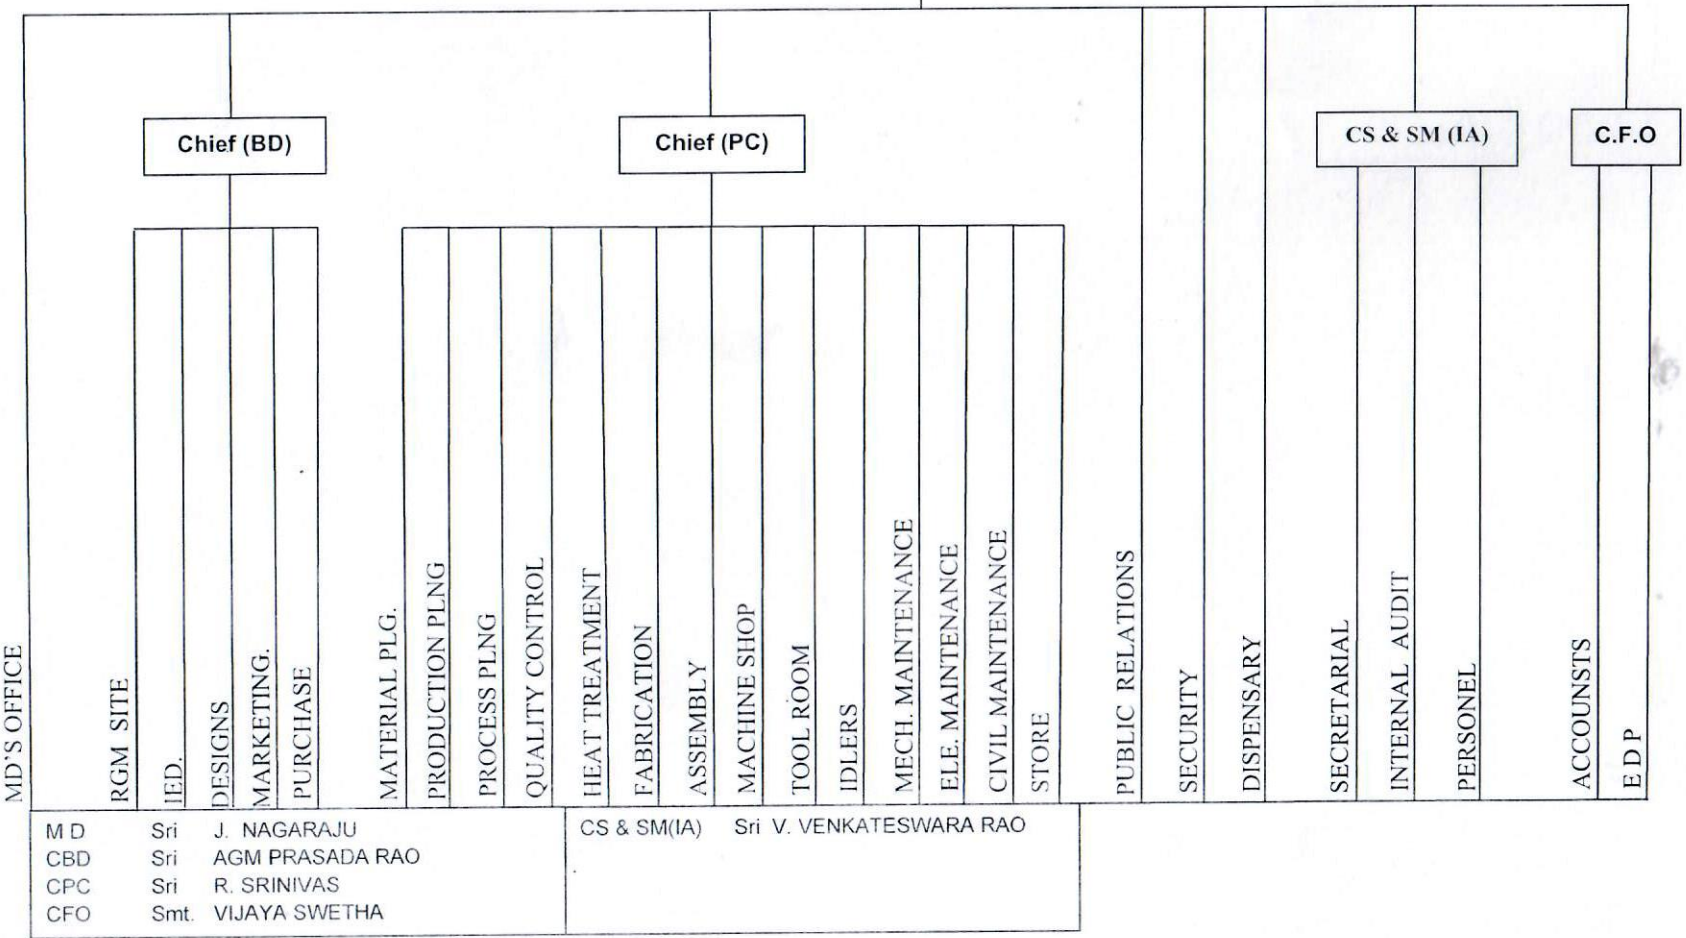 Chief (BD)
Chief (PC)
CS & SM (IA)
C.F.O
MD'S OFFICE
RGM SITE
IED.
DESIGNS
MARKETING.
PURCHASE
MATERIAL PLG.
PRODUCTION PLNG
PROCESS PLNG
QUALITY CONTROL
HEAT TREATMENT
FABRICATION
ASSEMBLY
MACHINE SHOP
TOOL ROOM
IDLERS
MECH. MAINTENANCE
ELE. MAINTENANCE
CIVIL MAINTENANCE
STORE
PUBLIC RELATIONS
SECURITY
DISPENSARY
SECRETARIAL
INTERNAL AUDIT
PERSONEL
ACCOUNSTS
E D P
M D Sri J. NAGARAJU
CBD Sri AGM PRASADA RAO
CPC Sri R. SRINIVAS
CFO Smt. VIJAYA SWETHA
CS & SM(IA) Sri V. VENKATESWARA RAO